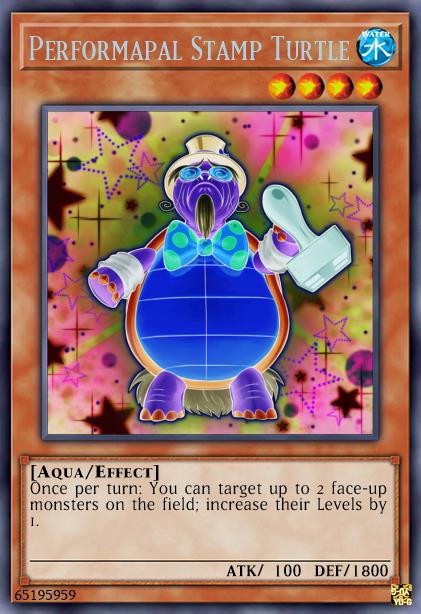 Performapal Stamp Turtle
WATER
水
[Aqua/Effect]
Once per turn: You can target up to 2 face-up
monsters on the field; increase their Levels by
1.
ATK/ 100 DEF/1800
65195959